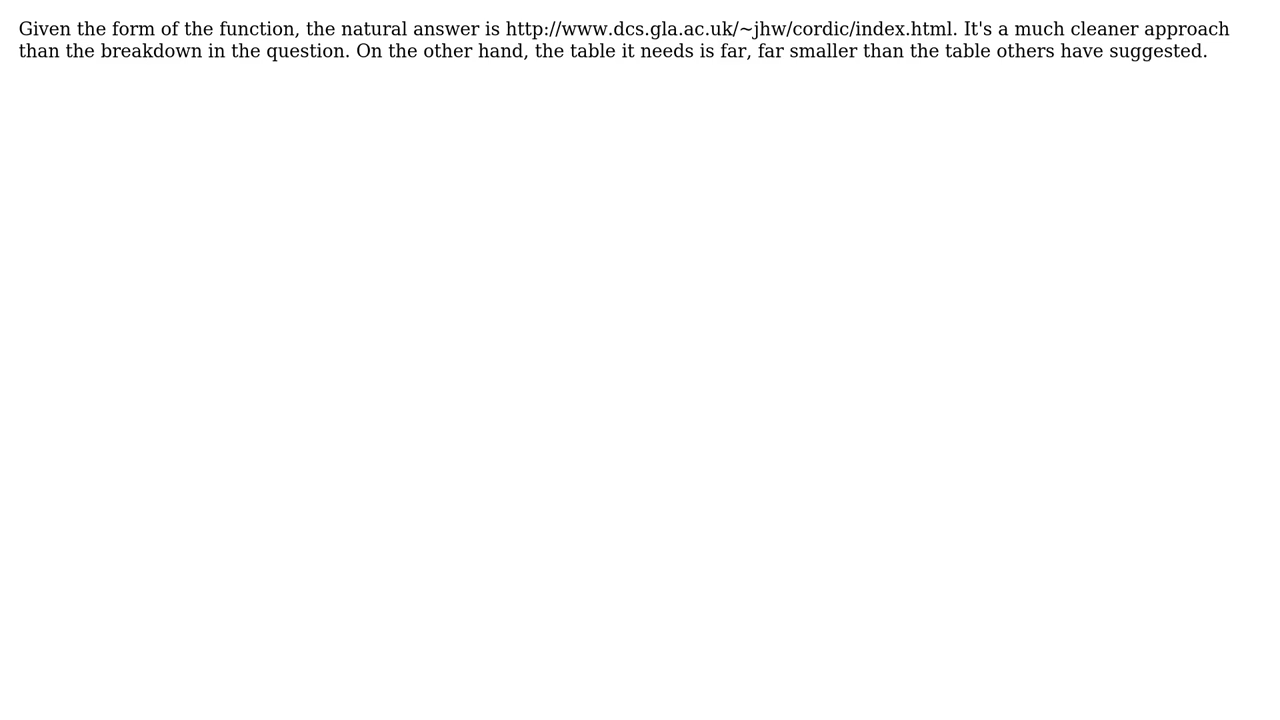 Given the form of the function, the natural answer is http://www.dcs.gla.ac.uk/~jhw/cordic/index.html. It's a much cleaner approach
than the breakdown in the question. On the other hand, the table it needs is far, far smaller than the table others have suggested.